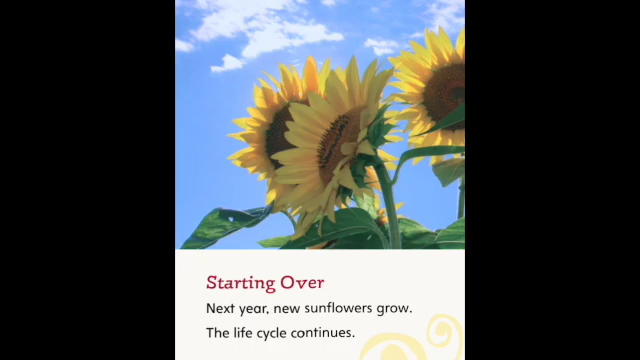 Starting Over
Next year, new sunflowers grow.
The life cycle continues.